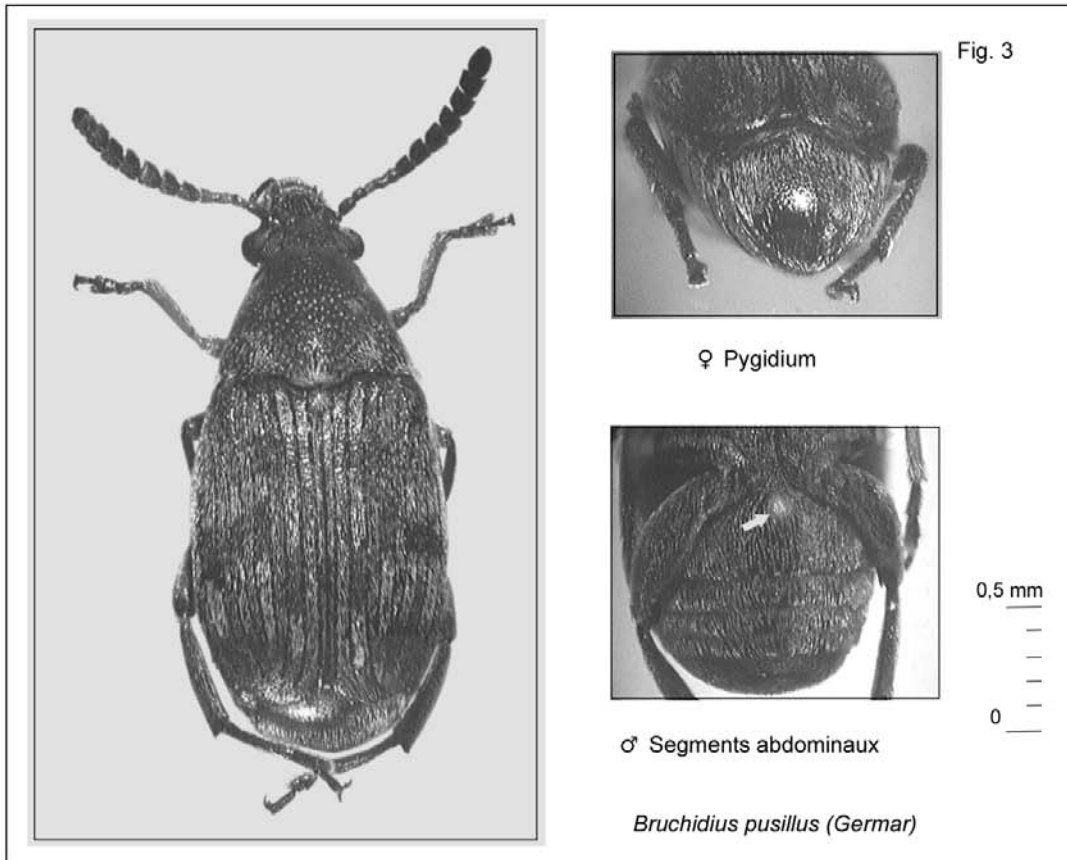 Fig. 3
♀ Pygidium
0,5 mm
0
♂ Segments abdominaux
Bruchidius pusillus (Germar)